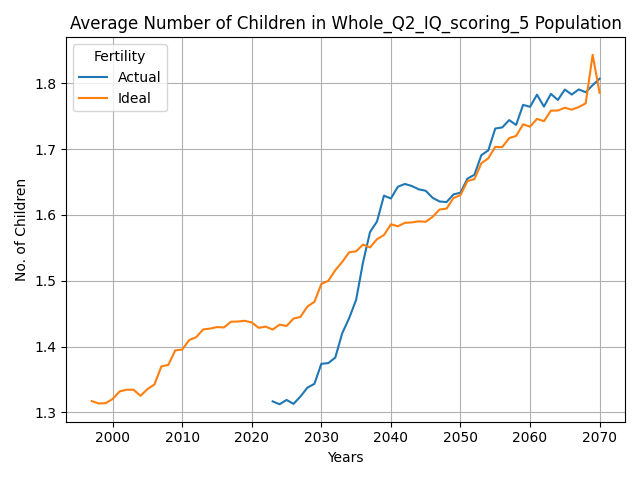 Average Number of Children in Whole_Q2_IQ_scoring_5 Population
Fertility
Actual
Ideal
No. of Children
1.8
1.7
1.6
1.5
1.4
1.3
2000 2010 2020 2030 2040 2050 2060 2070
Years